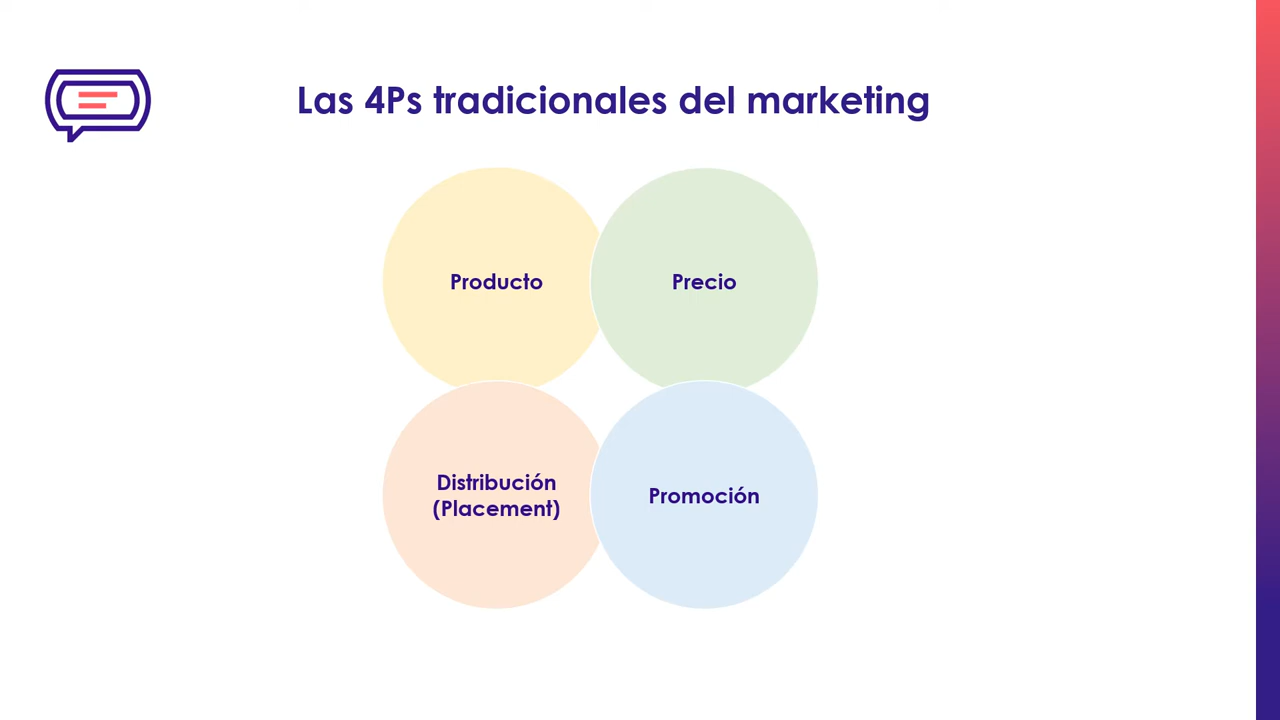 Las 4Ps tradicionales del marketing
Producto
Precio
Distribución
(Placement)
Promoción